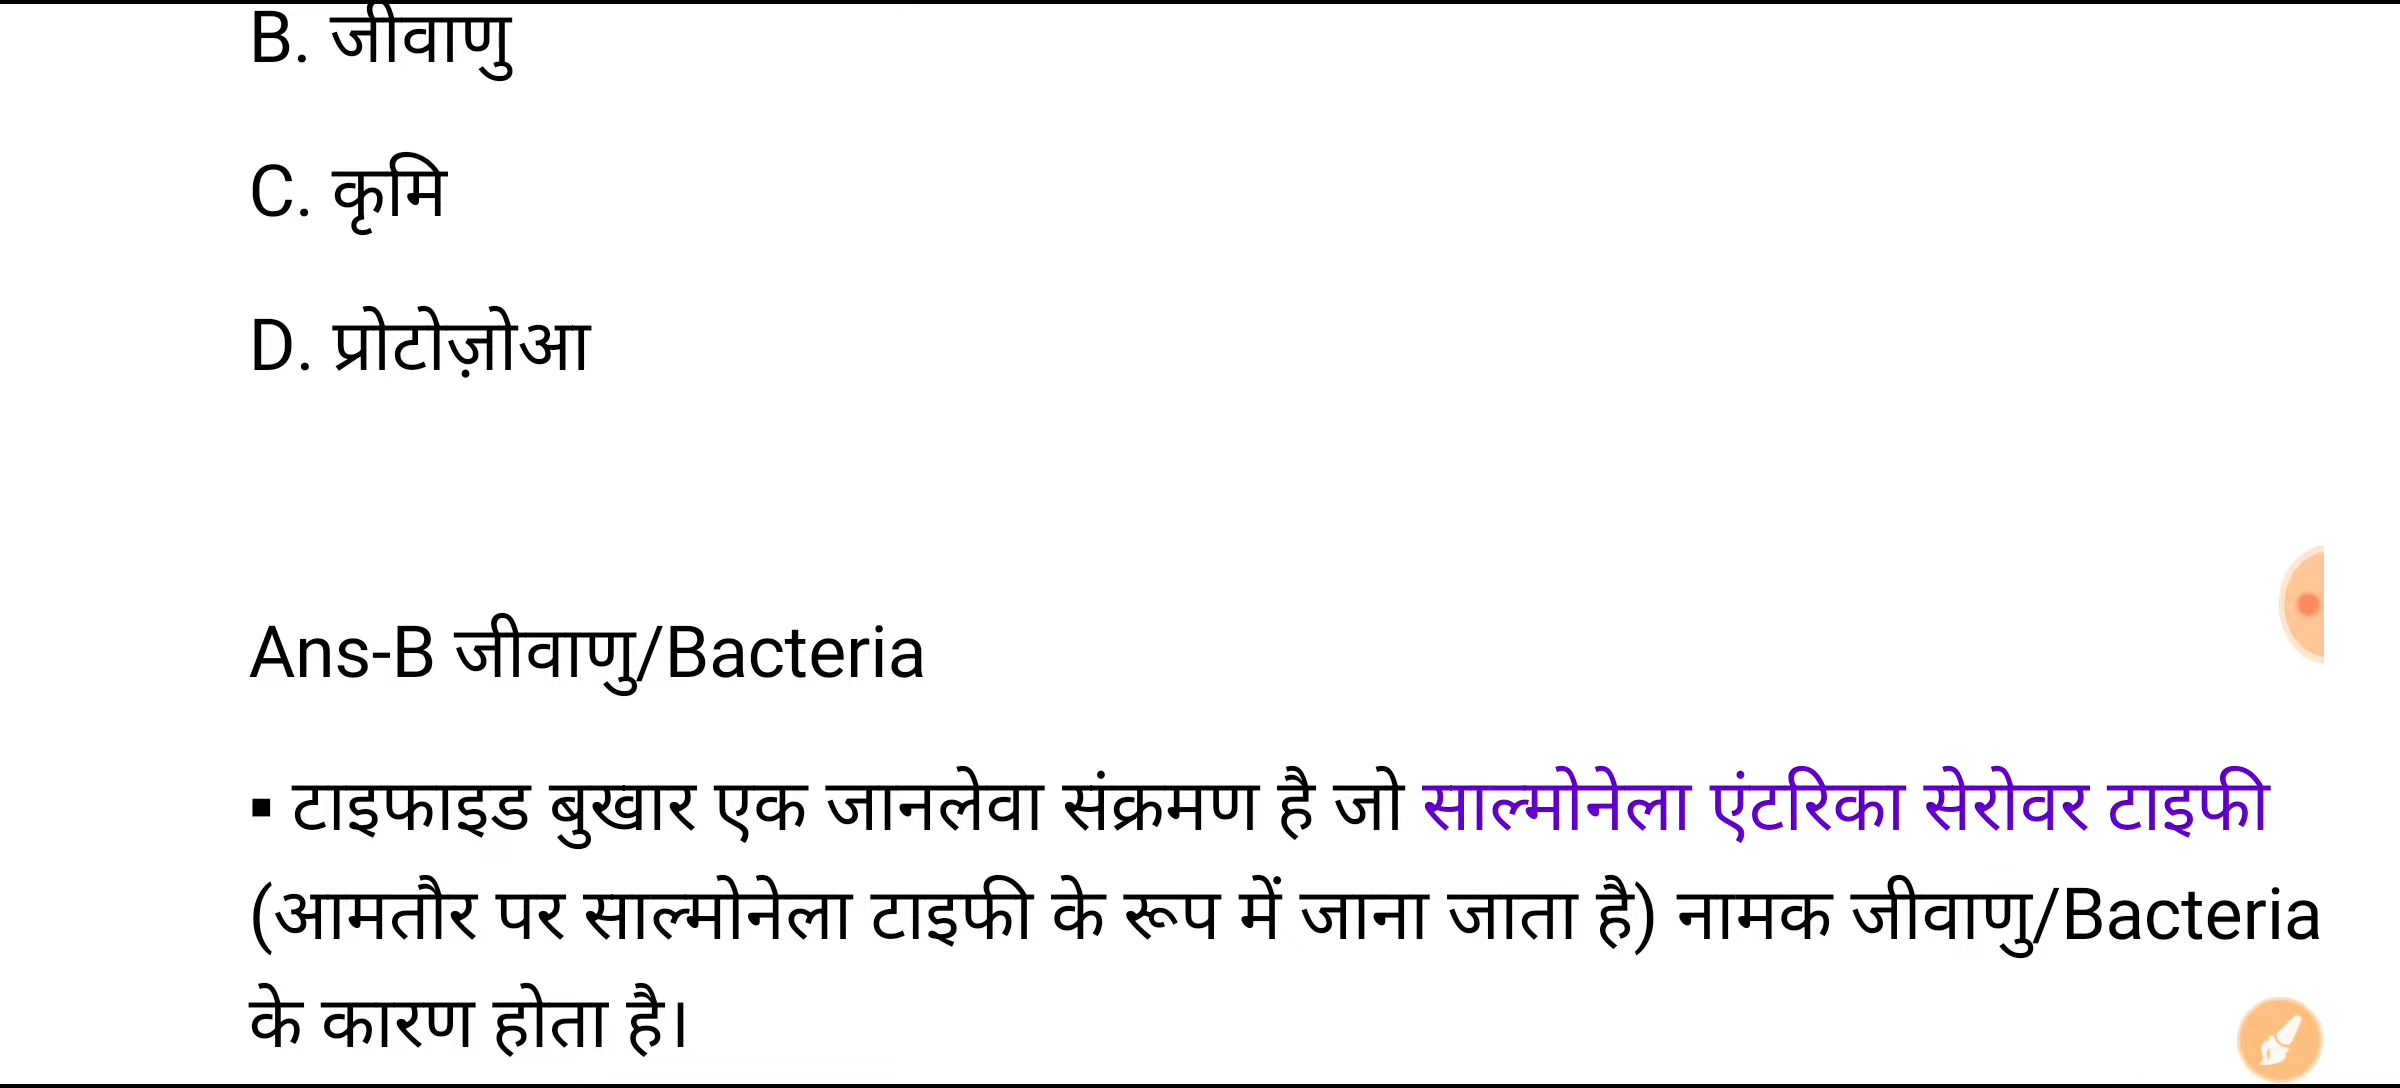 B. जीवाणु
C. कृमि
D. प्रोटोज़ोआ
Ans-B जीवाणु/Bacteria
▪ टाइफाइड बुखार एक जानलेवा संक्रमण है जो साल्मोनेला एंटरिका सेरोवर टाइफी
(आमतौर पर साल्मोनेला टाइफी के रूप में जाना जाता है) नामक जीवाणु/Bacteria
के कारण होता है।